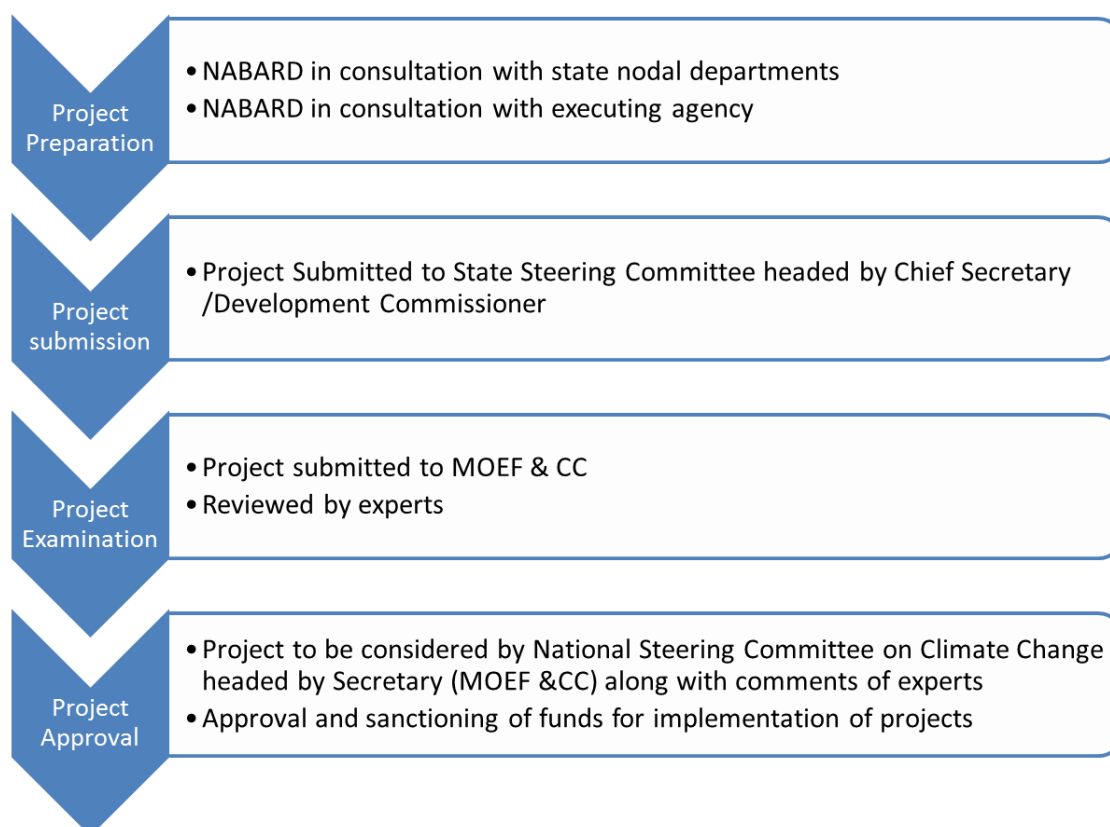 Project
Preparation
• NABARD in consultation with state nodal departments
• NABARD in consultation with executing agency
Project
submission
• Project Submitted to State Steering Committee headed by Chief Secretary
/Development Commissioner
Project
Examination
• Project submitted to MOEF & CC
• Reviewed by experts
Project
Approval
• Project to be considered by National Steering Committee on Climate Change
headed by Secretary (MOEF &CC) along with comments of experts
• Approval and sanctioning of funds for implementation of projects